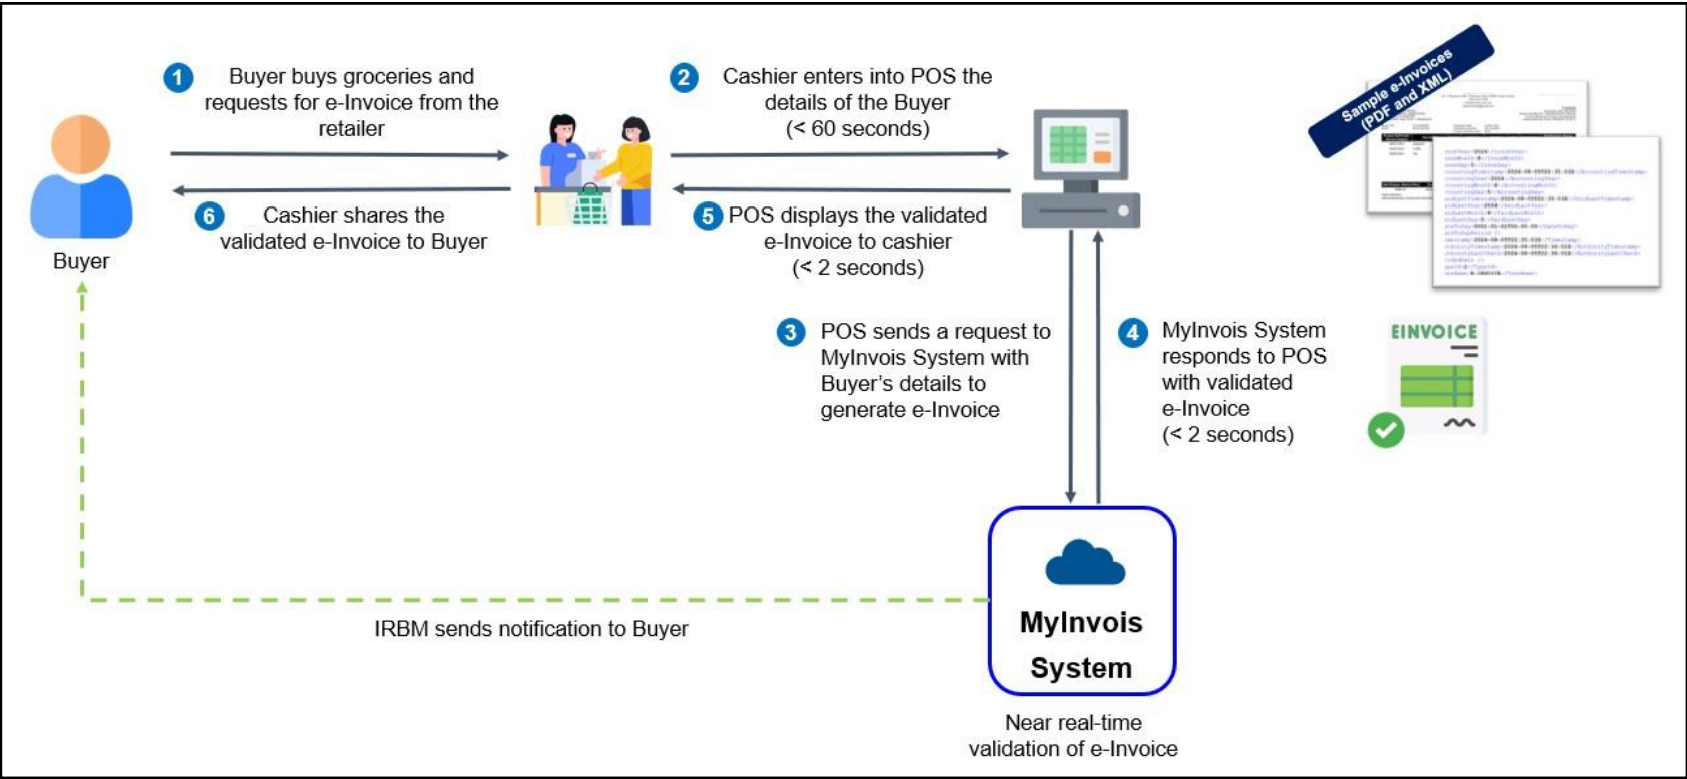 1
Buyer buys groceries and
requests for e-Invoice from the
retailer
2
Cashier enters into POS the
details of the Buyer
(< 60 seconds)
Sample e-Invoices
(PDF and XML)
6
Cashier shares the
validated e-Invoice to Buyer
5
POS displays the validated
e-Invoice to cashier
(< 2 seconds)
Buyer
3
POS sends a request to
MyInvois System with
Buyer’s details to
generate e-Invoice
4
MyInvois System
responds to POS
with validated
e-Invoice
(< 2 seconds)
EINVOICE
IRBM sends notification to Buyer
MyInvois
System
Near real-time
validation of e-Invoice